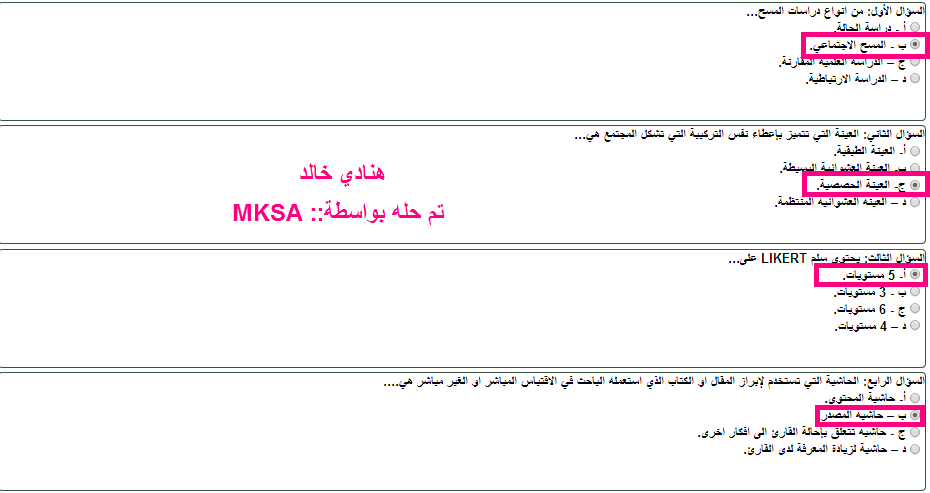 السؤال الأول: من انواع دراسات المسح...
أ - دراسة الحالة.
ب - المسح الاجتماعي.
ج – الدراسة العلمية المقارنة.
د – الدراسة الارتباطية.
السؤال الثاني: العينة التي تتميز بإعطاء نفس التركيبة التي تشكل المجتمع هي...
أ- العينة الطبقية.
ب- العينة العشوائية البسيطة.
ج- العينة الحصصية.
د – العينة العشوائية المنتظمة.
هنادي خالد
تم حله بواسطة:: MKSA
السؤال الثالث: يحتوي سلم LIKERT على...
أ- 5 مستويات.
ب - 3 مستويات.
ج - 6 مستويات.
د – 4 مستويات.
السؤال الرابع: الحاشية التي تستخدم لإبراز المقال او الكتاب الذي استعمله الباحث في الاقتباس المباشر او الغير مباشر هي....
أ- حاشية المحتوى.
ب – حاشيه المصدر
ج - حاشيه تتعلق بإحالة القارئ الى افكار اخرى.
د – حاشية لزيادة المعرفة لدى القارئ.